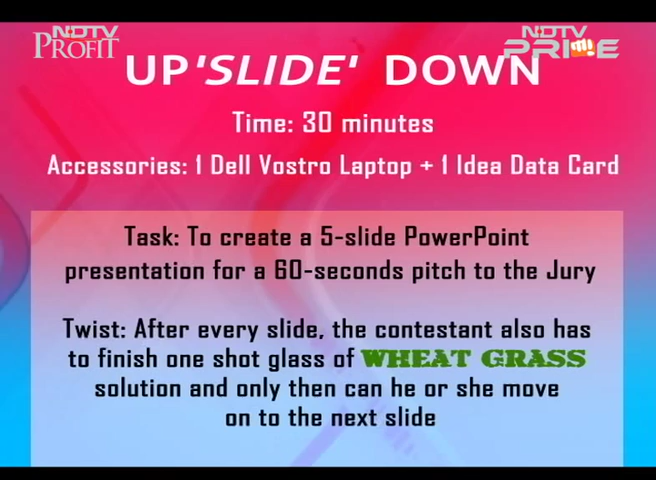 NDTV PROFIT
NDTV PRIME
UP 'SLIDE' DOWN
Time: 30 minutes
Accessories: 1 Dell Vostro Laptop + 1 Idea Data Card
Task: To create a 5-slide PowerPoint
presentation for a 60-seconds pitch to the Jury
Twist: After every slide, the contestant also has
to finish one shot glass of WHEAT GRASS
solution and only then can he or she move
on to the next slide